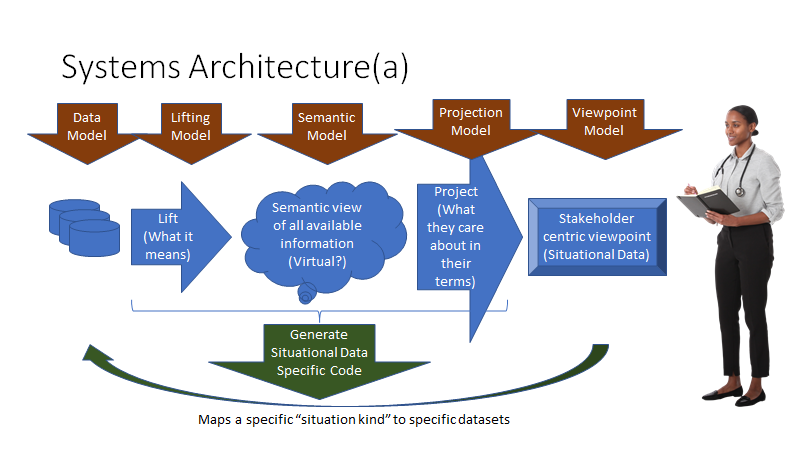 Systems Architecture(a)
Data
Model
Lifting
Model
Semantic
Model
Projection
Model
Viewpoint
Model
Lift
(What it
means)
Semantic view
of all available
information
(Virtual?)
Project
(What
they care
about in
their
terms)
Stakeholder
centric viewpoint
(Situational Data)
Generate
Situational Data
Specific Code
Maps a specific “situation kind” to specific datasets